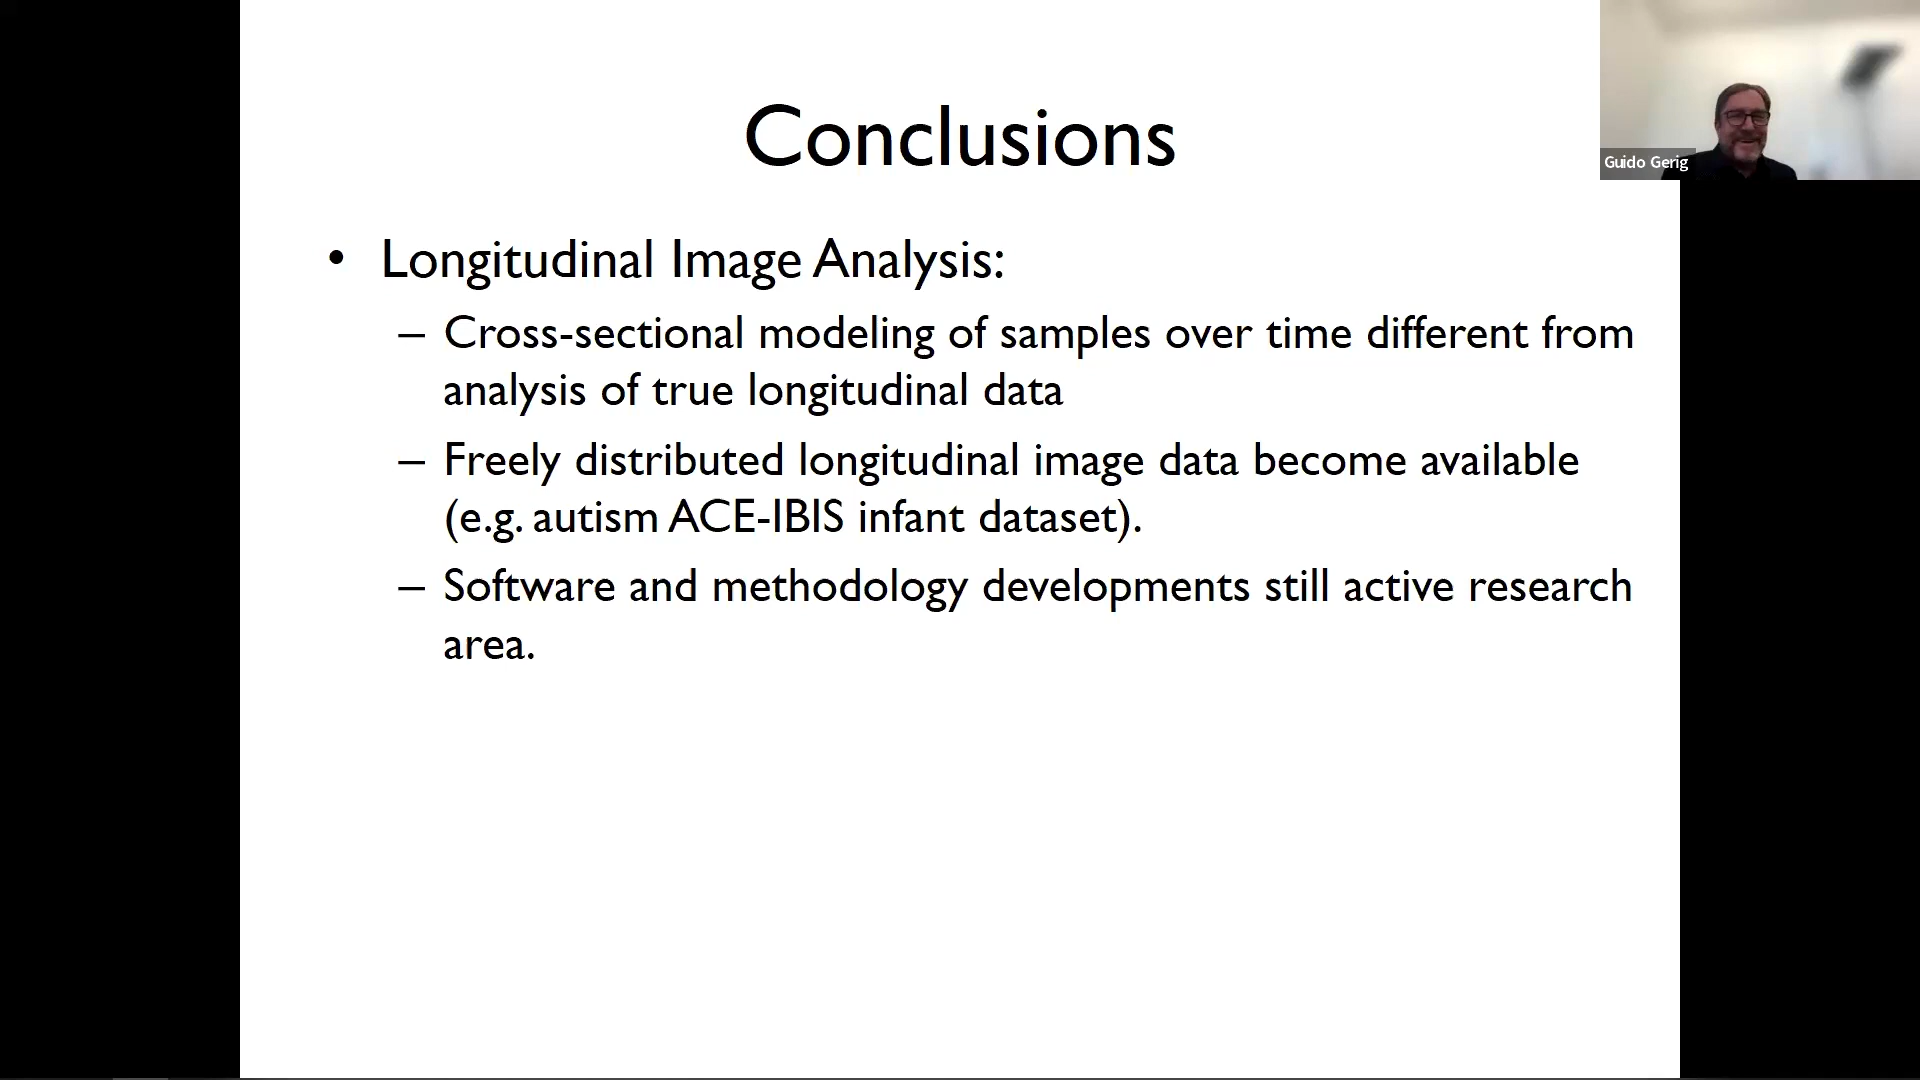 Conclusions
Guido Gerig
• Longitudinal Image Analysis:
– Cross-sectional modeling of samples over time different from
analysis of true longitudinal data
– Freely distributed longitudinal image data become available
(e.g. autism ACE-IBIS infant dataset).
– Software and methodology developments still active research
area.